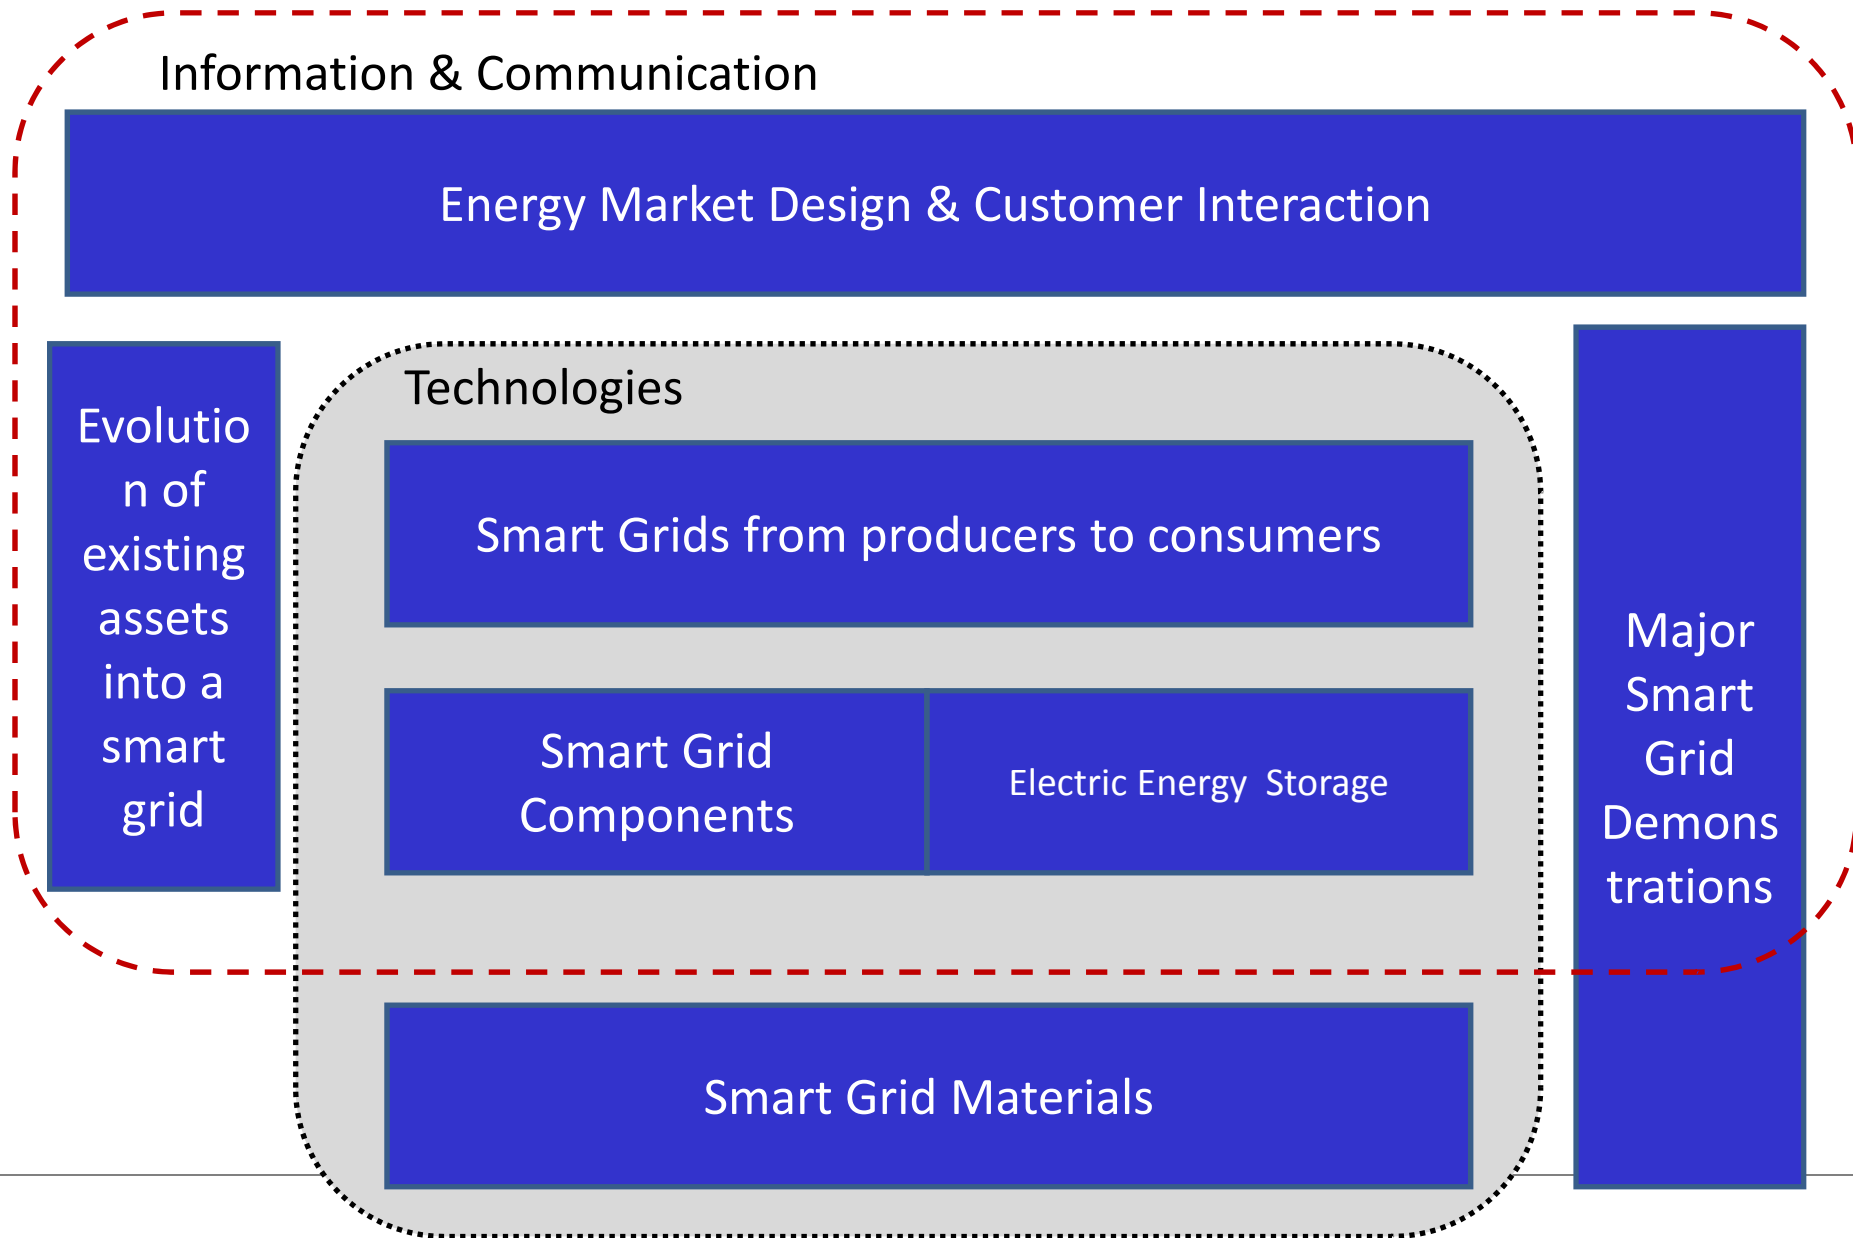 Information & Communication
Energy Market Design & Customer Interaction
Evolutio
n of
existing
assets
into a
smart
grid
Technologies
Smart Grids from producers to consumers
Smart Grid
Components
Electric Energy  Storage
Smart Grid Materials
Major
Smart
Grid
Demons
trations